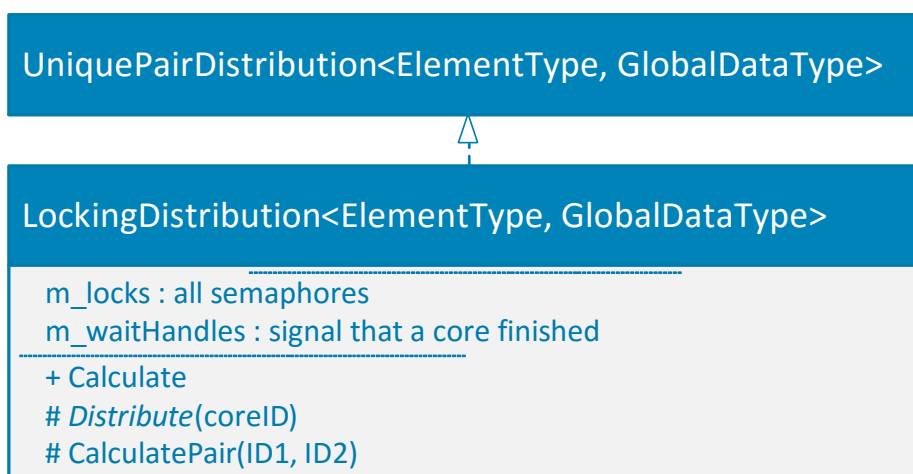 UniquePairDistribution<ElementType, GlobalDataType>
LockingDistribution<ElementType, GlobalDataType>
m_locks : all semaphores
m_waitHandles : signal that a core finished
+ Calculate
# Distribute(coreID)
# CalculatePair(ID1, ID2)